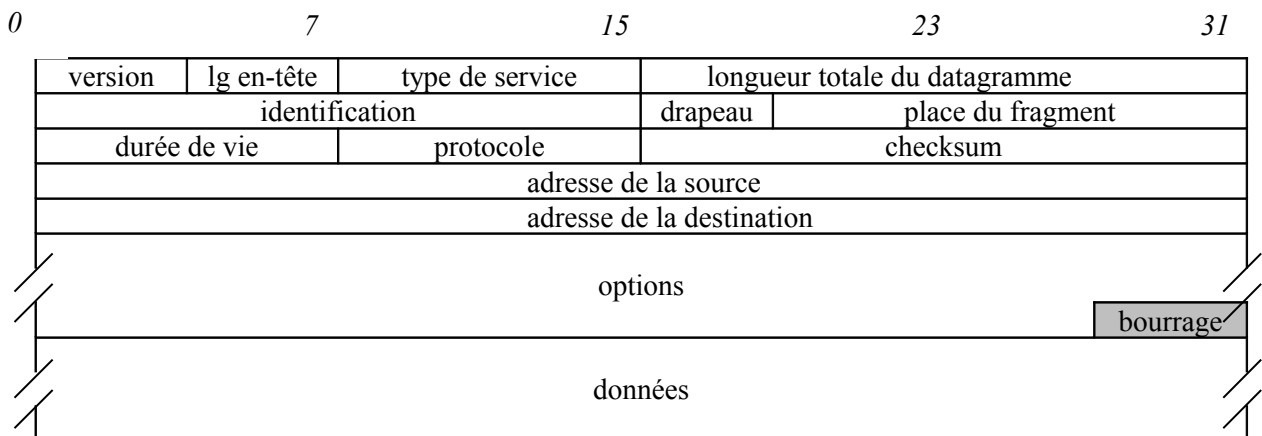 0 7 15 23 31
version lg en-tête type de service longueur totale du datagramme
identification drapeau place du fragment
durée de vie protocole checksum
adresse de la source
adresse de la destination
options
bourrage
données